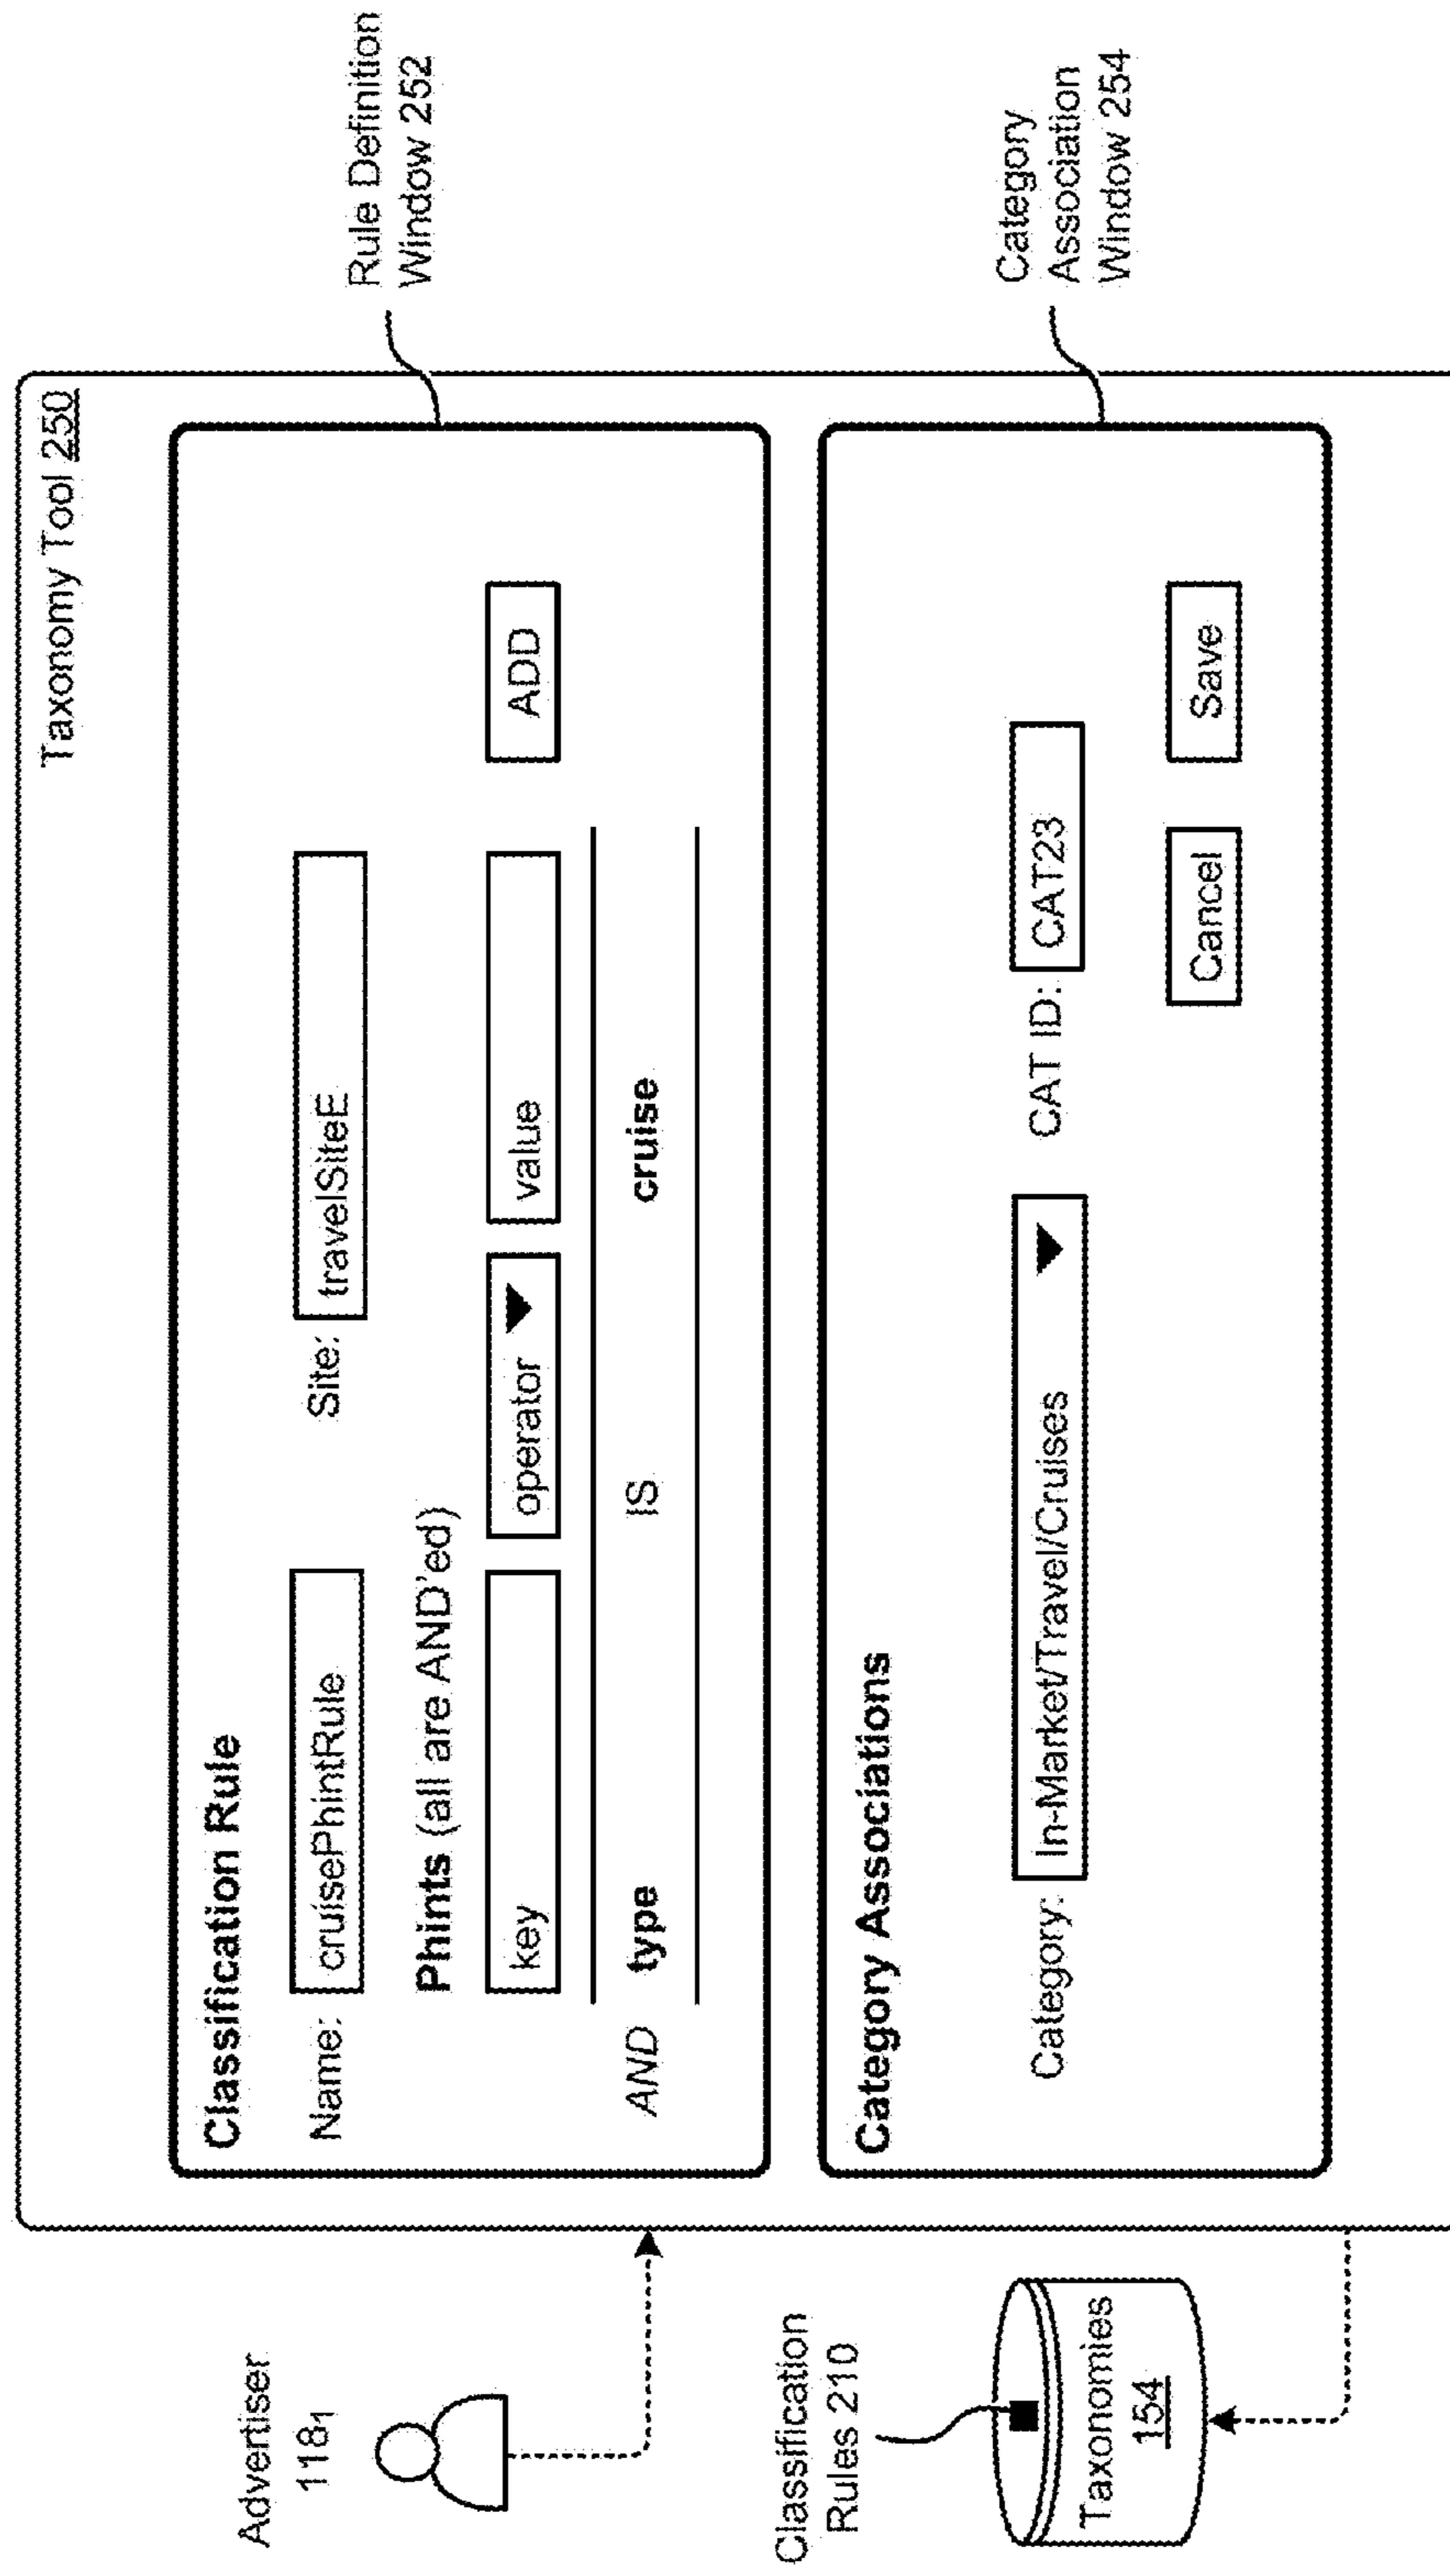 Taxonomy Tool 250
Advertiser
118₁
Classification Rule
Name: cruisePhintRule Site: travelSiteE
Phints (all are AND'ed)
key operator value ADD
AND type IS cruise
Rule Definition
Window 252
Classification
Rules 210
Taxonomies
154
Category Associations
Category: In-Market/Travel/Cruises CAT ID: CAT23
Cancel Save
Category
Association
Window 254